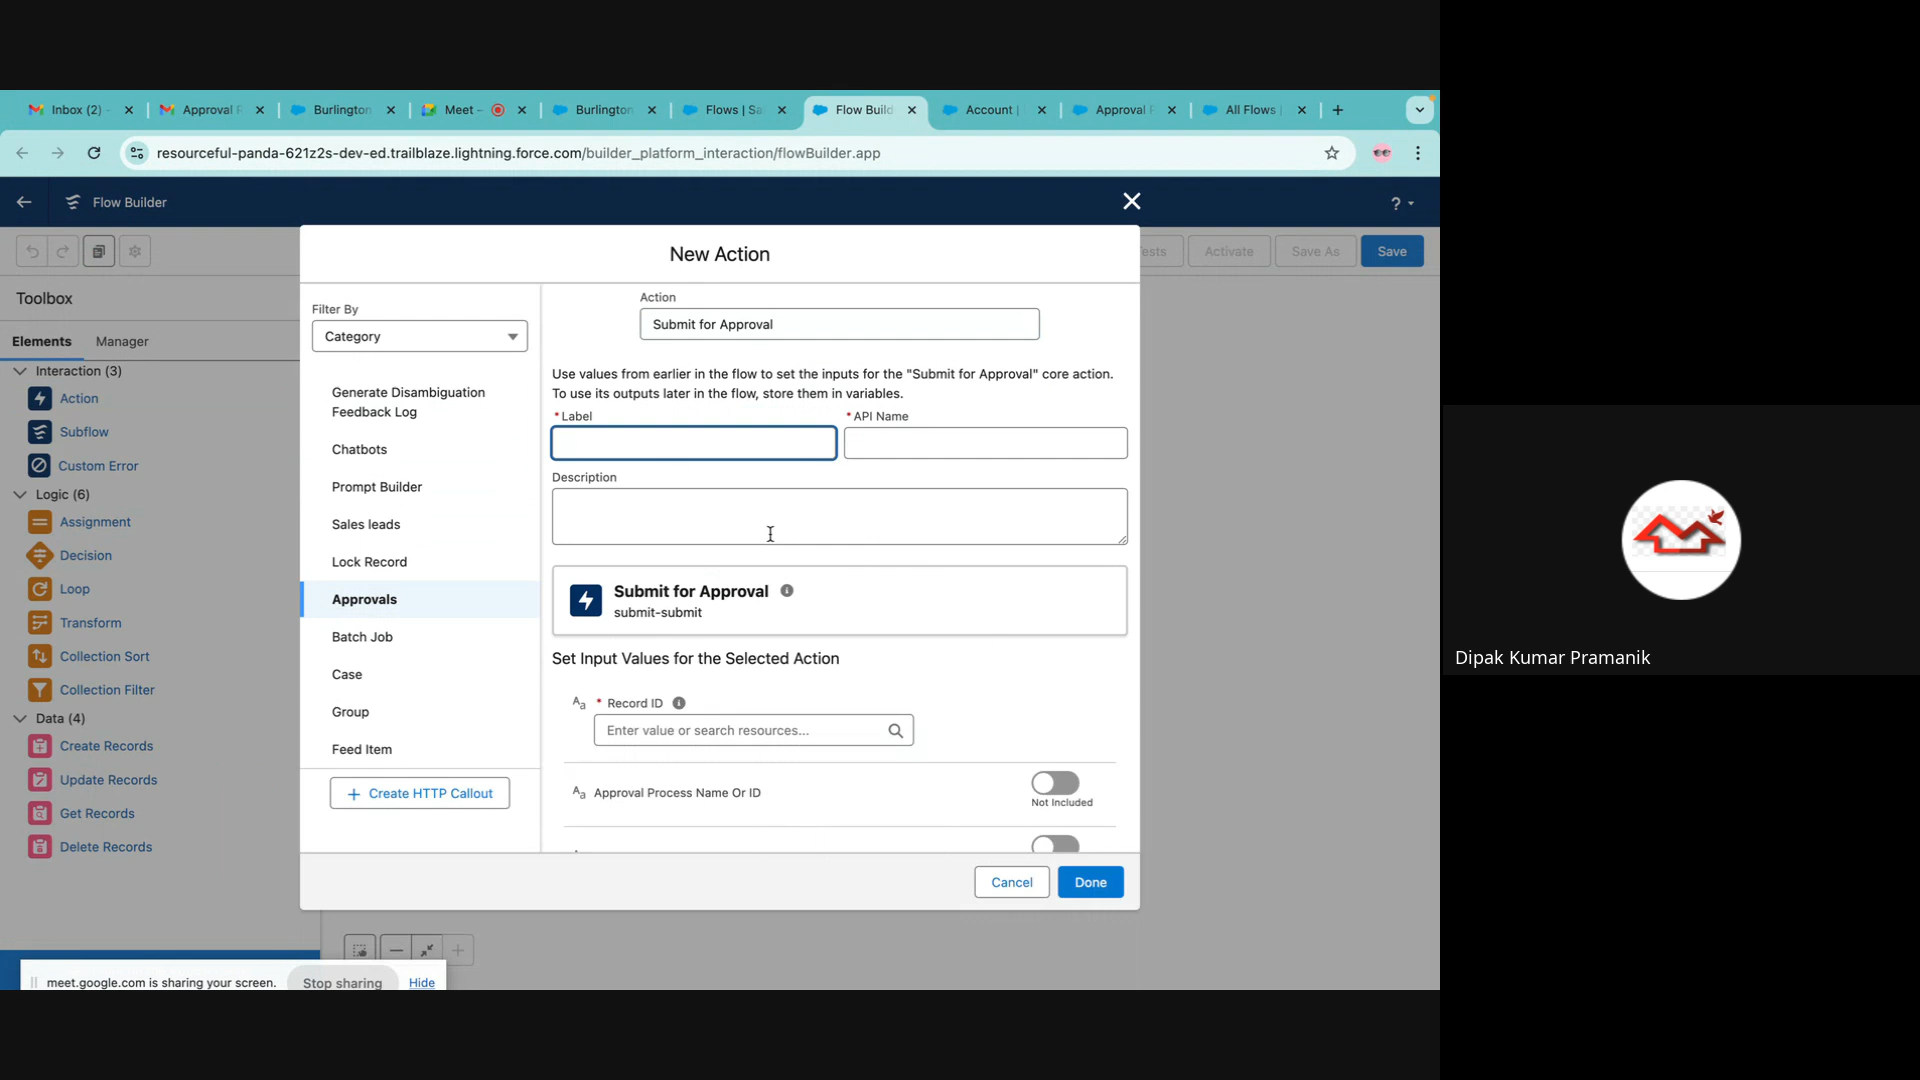 Inbox (2) -
Approval R
Burlington
Meet -
Burlington
Flows | Sa
Flow Build
Account |
Approval P
All Flows |
resourceful-panda-621z2s-dev-ed.trailblaze.lightning.force.com/builder_platform_interaction/flowBuilder.app
Flow Builder
?
New Action
ests
Activate
Save As
Save
Toolbox
Elements
Manager
Interaction (3)
Action
Subflow
Custom Error
Logic (6)
Assignment
Decision
Loop
Transform
Collection Sort
Collection Filter
Data (4)
Create Records
Update Records
Get Records
Delete Records
Filter By
Category
Generate Disambiguation
Feedback Log
Chatbots
Prompt Builder
Sales leads
Lock Record
Approvals
Batch Job
Case
Group
Feed Item
Create HTTP Callout
Action
Submit for Approval
Use values from earlier in the flow to set the inputs for the "Submit for Approval" core action.
To use its outputs later in the flow, store them in variables.
* Label
* API Name
Description
Submit for Approval
submit-submit
Set Input Values for the Selected Action
Aa * Record ID
Enter value or search resources...
Aa Approval Process Name Or ID
Not Included
Cancel
Done
meet.google.com is sharing your screen.
Stop sharing
Hide
Dipak Kumar Pramanik